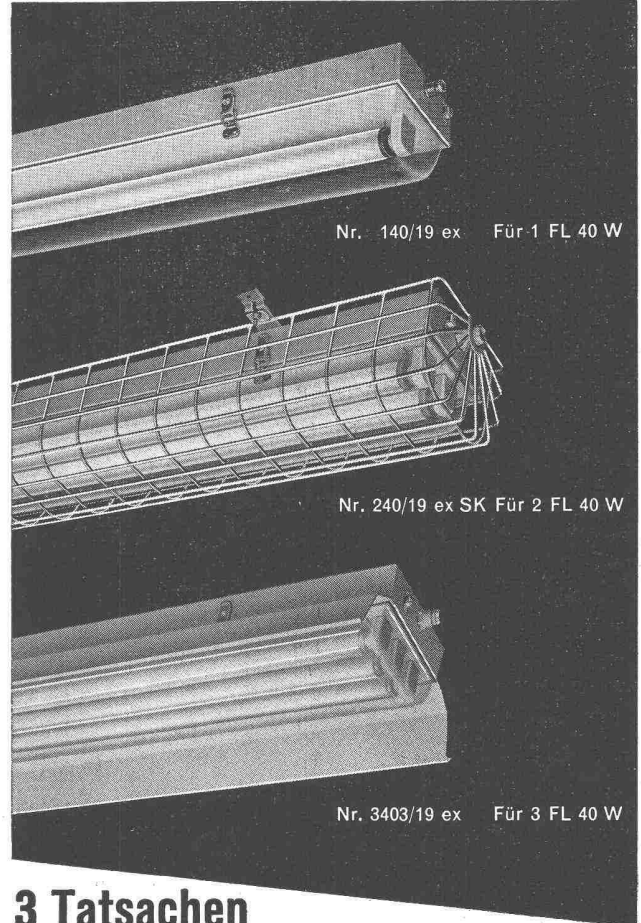 Nr. 140/19 ex Für 1 FL 40 W
Nr. 240/19 ex SK Für 2 FL 40 W
Nr. 3403/19 ex Für 3 FL 40 W
3 Tatsachen